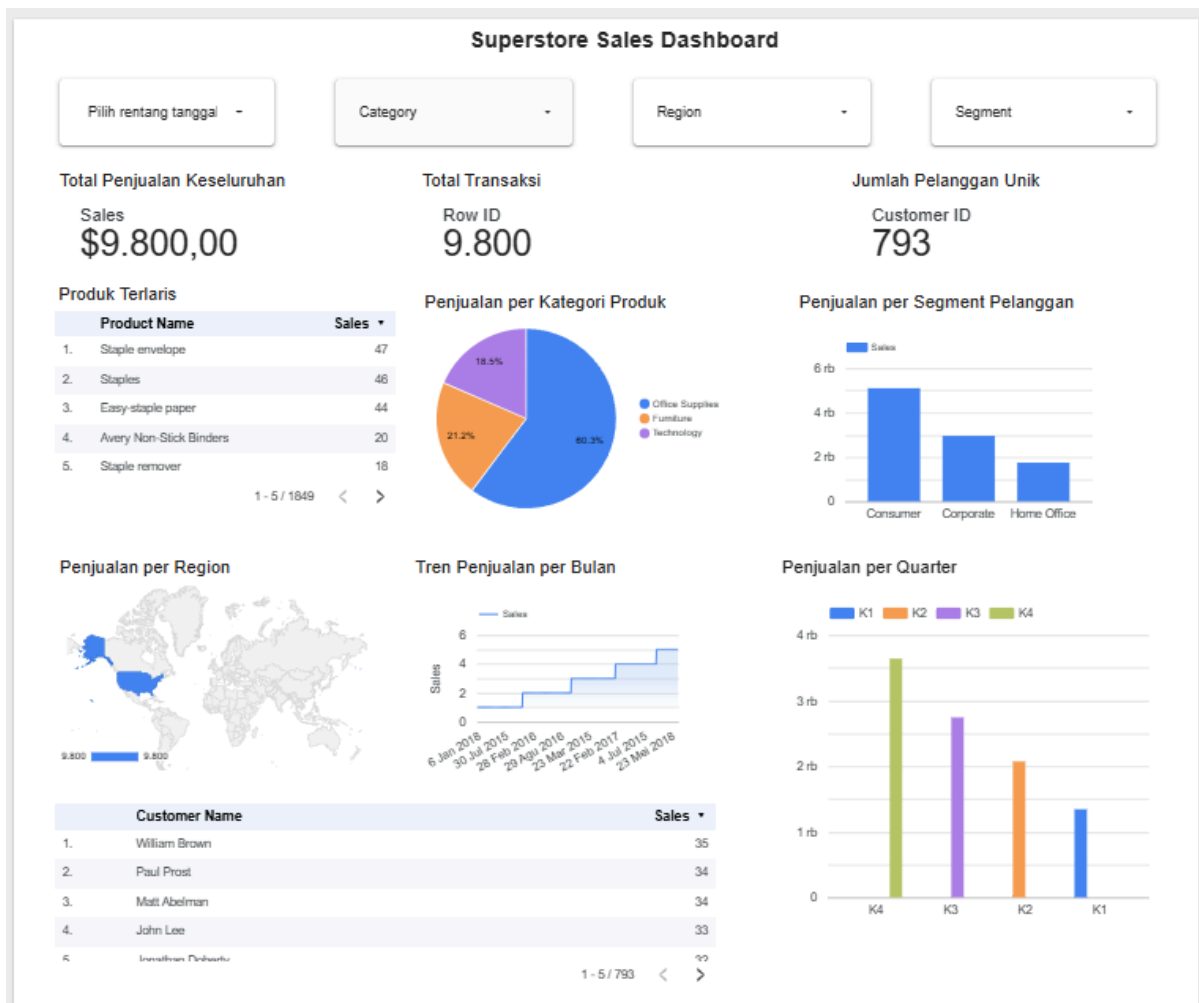 Superstore Sales Dashboard
Pilih rentang tanggal
Category
Region
Segment
Total Penjualan Keseluruhan
Sales
$9.800,00
Total Transaksi
Row ID
9.800
Jumlah Pelanggan Unik
Customer ID
793
Produk Terlaris
Product Name Sales
1. Staple envelope 47
2. Staples 46
3. Easy-staple paper 44
4. Avery Non-Stick Binders 20
5. Staple remover 18
1 - 5 / 1849
Penjualan per Kategori Produk
18.5%
21.2%
60.3%
Office Supplies
Furniture
Technology
Penjualan per Segment Pelanggan
Sales
6 rb
4 rb
2 rb
0
Consumer Corporate Home Office
Penjualan per Region
9.800 9.800
Tren Penjualan per Bulan
Sales
Sales
6
4
2
0
6 Jan 2018
30 Jul 2015
28 Feb 2016
29 Agu 2016
23 Mar 2015
22 Feb 2017
4 Jul 2015
23 Mei 2018
Penjualan per Quarter
K1 K2 K3 K4
4 rb
3 rb
2 rb
1 rb
0
K4 K3 K2 K1
Customer Name Sales
1. William Brown 35
2. Paul Prost 34
3. Matt Abelman 34
4. John Lee 33
5. Jonathan Doherty 32
1 - 5 / 793